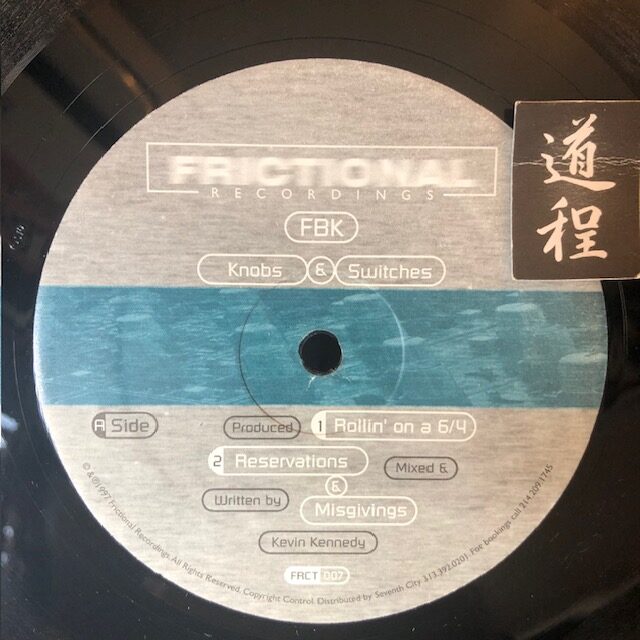 FRICTIONAL
RECORDINGS
道程
FBK
Knobs & Switches
A Side
Produced
1 Rollin' on a 6/4
2 Reservations
&
Misgivings
Mixed &
Written by
Kevin Kennedy
FRCT 007
© & ℗ 1997 Frictional Recordings. All Rights Reserved. Copyright Control. Distributed by Seventh City 313.392.0201. For bookings call 214.209.1745